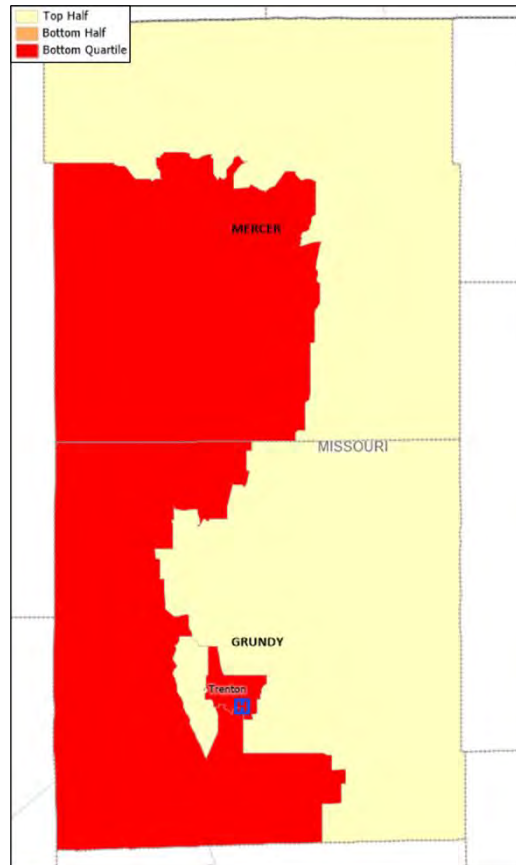 Top Half
Bottom Half
Bottom Quartile
MERCER
MISSOURI
GRUNDY
Trenton